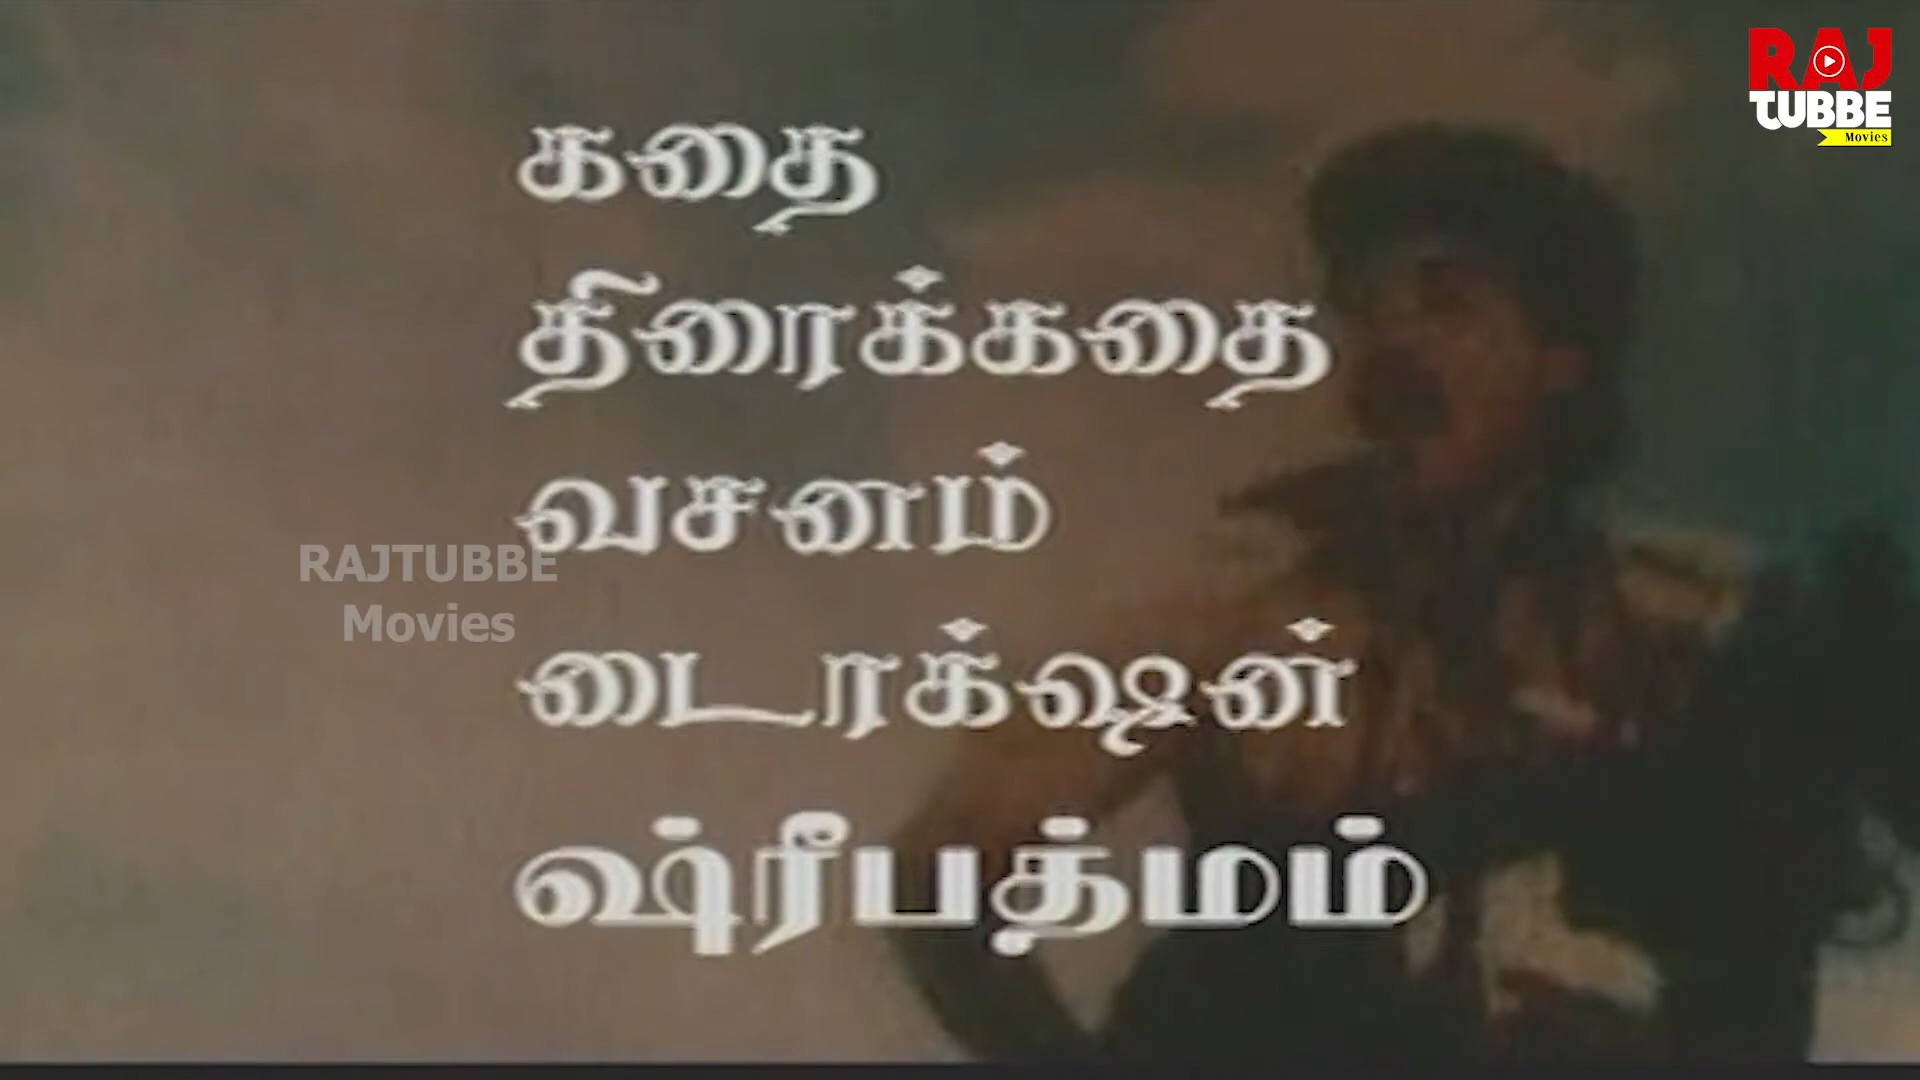 RAJ
TUBBE
Movies
கதை
திரைக்கதை
வசனம்
டைரக்‌ஷன்
ஷ்ரீபத்மம்
RAJTUBBE
Movies